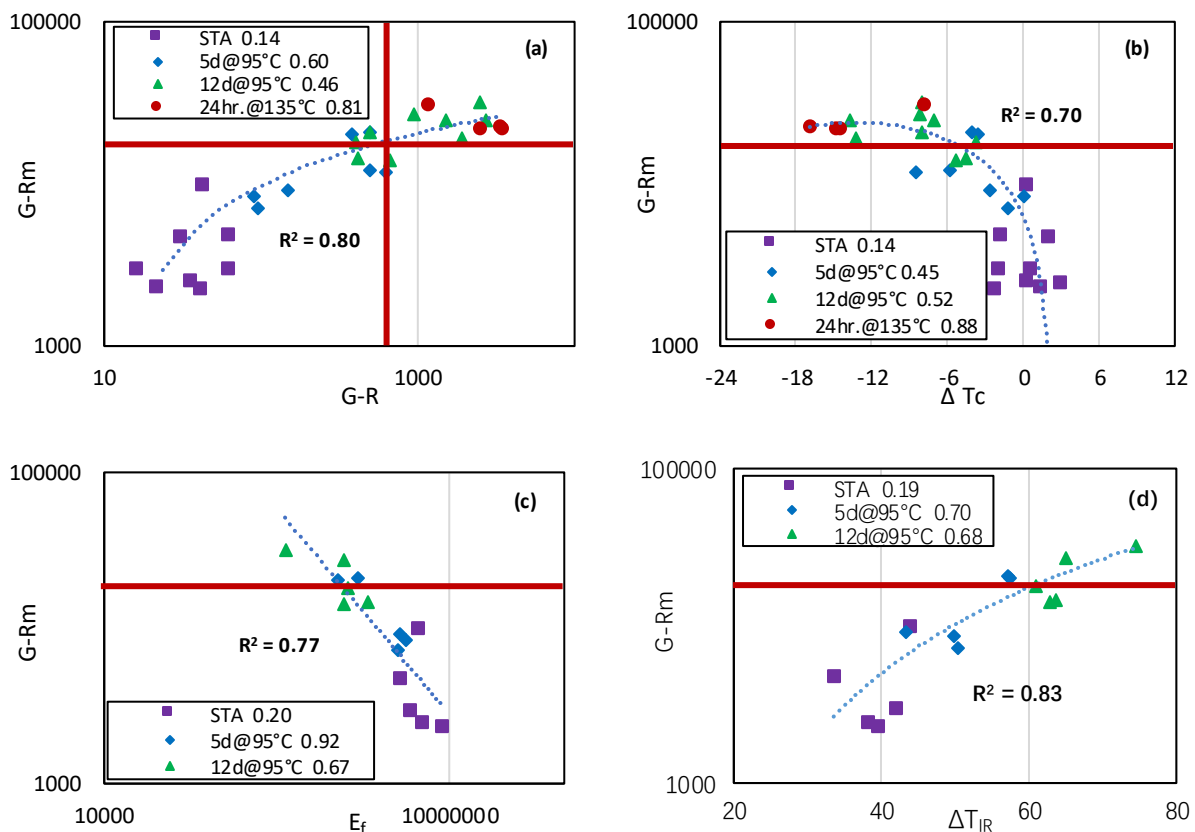 100000
(a)
STA 0.14
5d@95°C 0.60
12d@95°C 0.46
24hr.@135°C 0.81
G-Rm
R² = 0.80
1000
10
1000
G-R
100000
(b)
R² = 0.70
G-Rm
STA 0.14
5d@95°C 0.45
12d@95°C 0.52
24hr.@135°C 0.88
1000
-24
-18
-12
-6
0
6
12
Δ Tc
100000
(c)
G-Rm
R² = 0.77
STA 0.20
5d@95°C 0.92
12d@95°C 0.67
1000
10000
10000000
E_f
100000
STA 0.19
5d@95°C 0.70
12d@95°C 0.68
(d)
G-Rm
R² = 0.83
1000
20
40
60
80
ΔT_IR